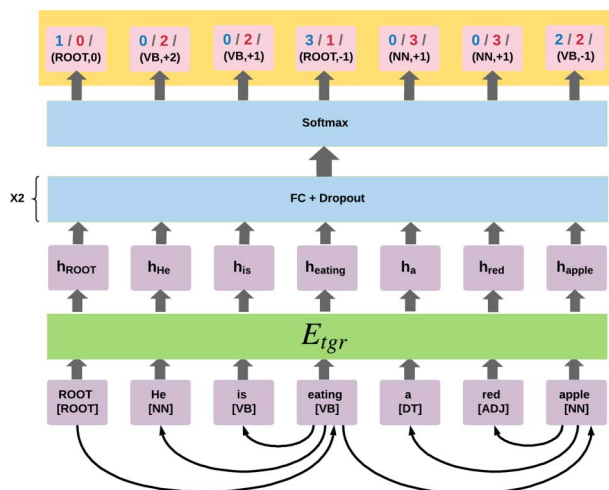 1 / 0 / 0 / 2 / 0 / 2 / 3 / 1 / 0 / 3 / 0 / 3 / 2 / 2 /
(ROOT,0) (VB,+2) (VB,+1) (ROOT,-1) (NN,+1) (NN,+1) (VB,-1)
Softmax
X2 FC + Dropout
hROOT hHe his heating ha hred happle
Etgr
ROOT He is eating a red apple
[ROOT] [NN] [VB] [VB] [DT] [ADJ] [NN]